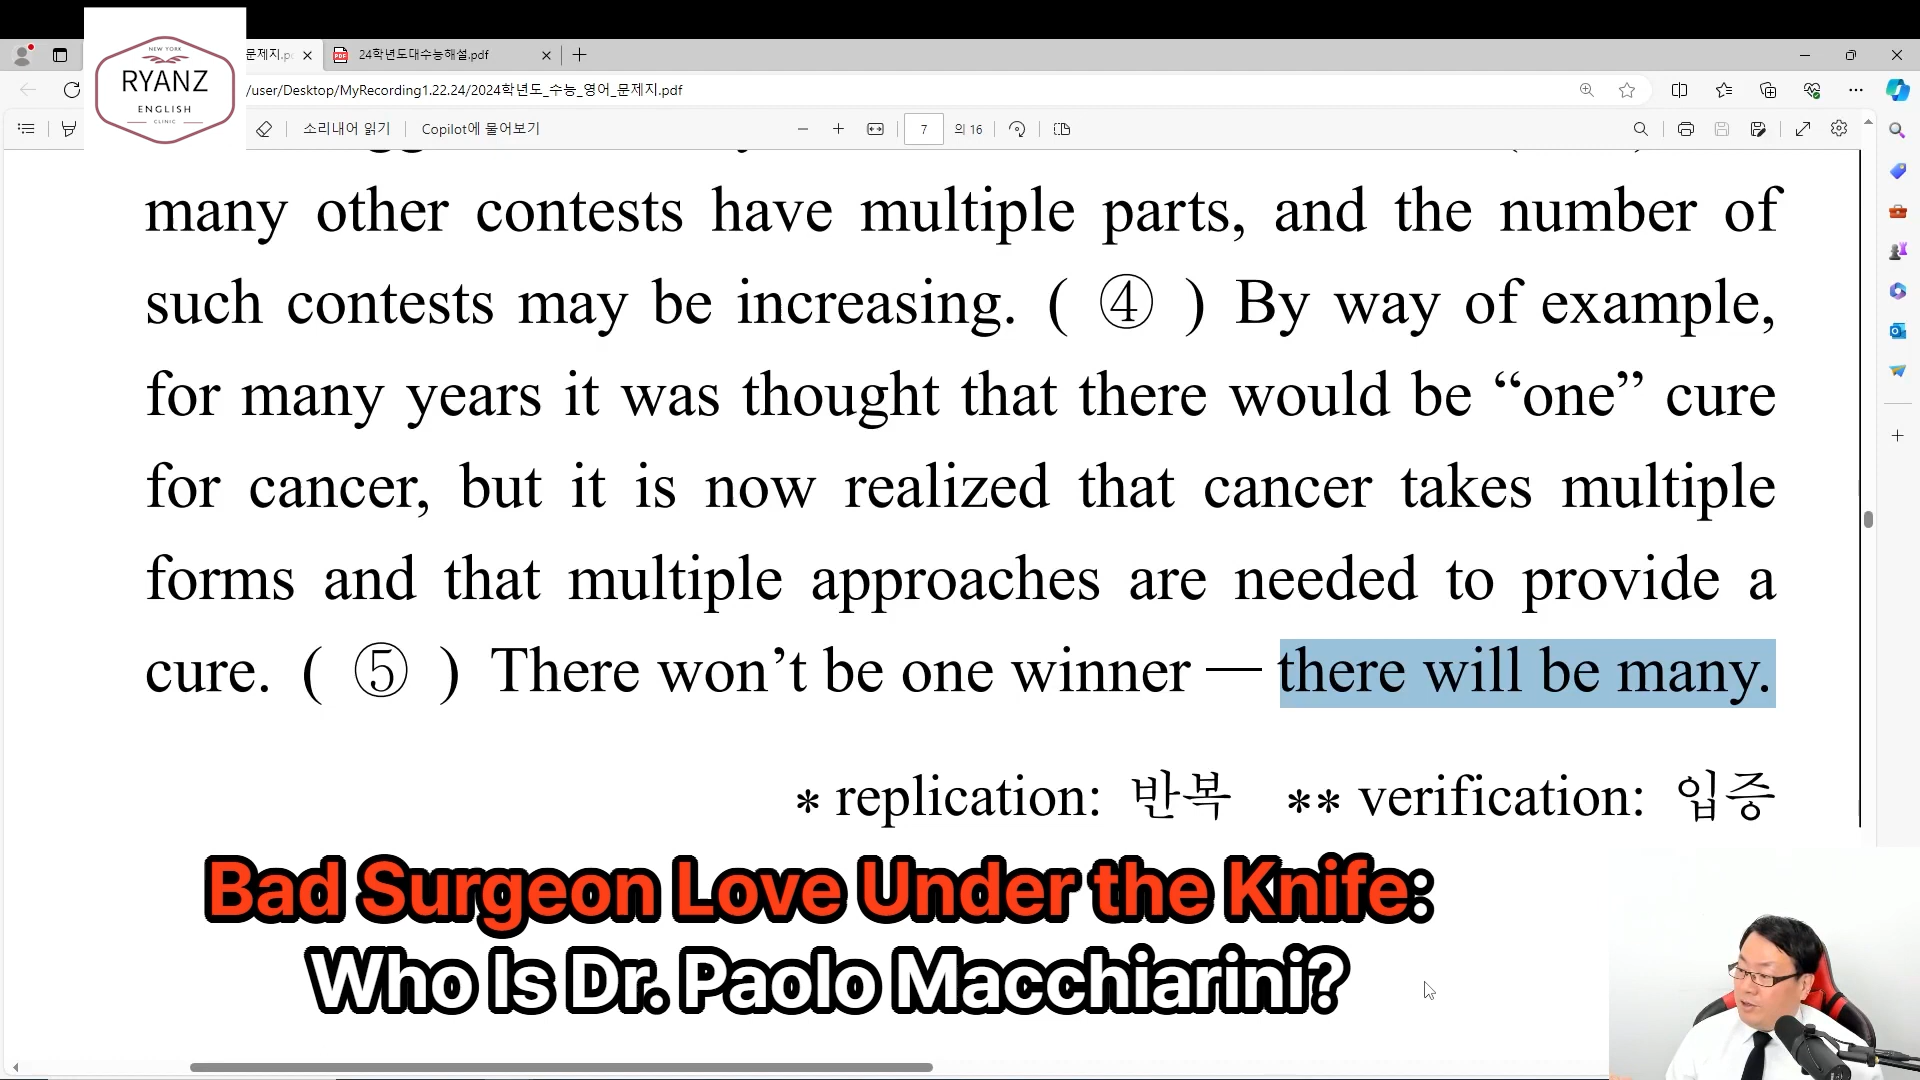 NEW YORK
RYANZ
ENGLISH
CLINIC
문제지.p
24학년도대수능해설.pdf
/user/Desktop/MyRecording1.22.24/2024학년도_수능_영어_문제지.pdf
소리내어 읽기
Copilot에 물어보기
7
의 16
many other contests have multiple parts, and the number of
such contests may be increasing. ( ④ ) By way of example,
for many years it was thought that there would be “one” cure
for cancer, but it is now realized that cancer takes multiple
forms and that multiple approaches are needed to provide a
cure. ( ⑤ ) There won’t be one winner — there will be many.
* replication: 반복 ** verification: 입증
Bad Surgeon Love Under the Knife:
Who Is Dr. Paolo Macchiarini?